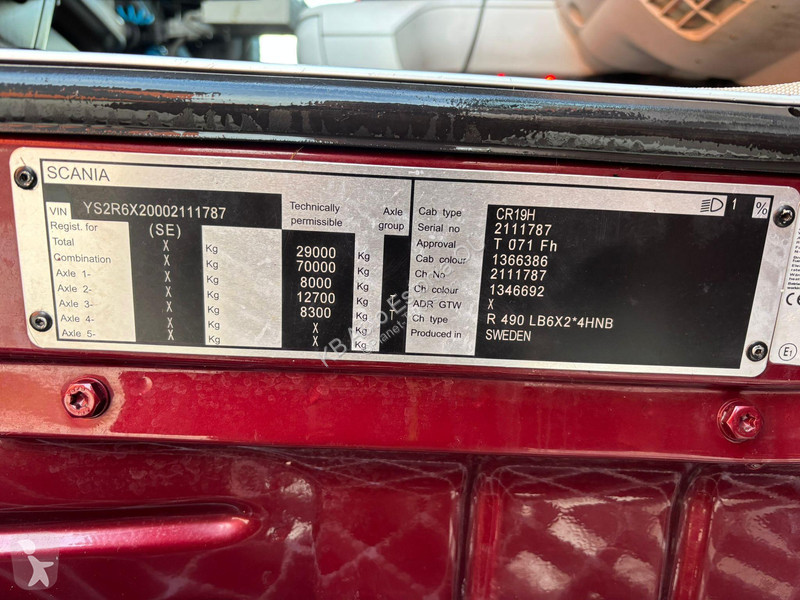 SCANIA
VIN YS2R6X20002111787 Technically permissible Axle group
Regist. for (SE)
Total X Kg 29000 Kg
Combination X Kg 70000 Kg
Axle 1- X Kg 8000 Kg
Axle 2- X Kg 12700 Kg
Axle 3- X Kg 8300 Kg
Axle 4- X Kg X Kg
Axle 5- X Kg X Kg
Cab type CR19H 1 %
Serial no 2111787
Approval T 071 Fh
Cab colour 1366386
Ch No 2111787
Ch colour 1346692
ADR GTW X
Ch type R 490 LB6X2*4HNB
Produced in SWEDEN
CE
E1